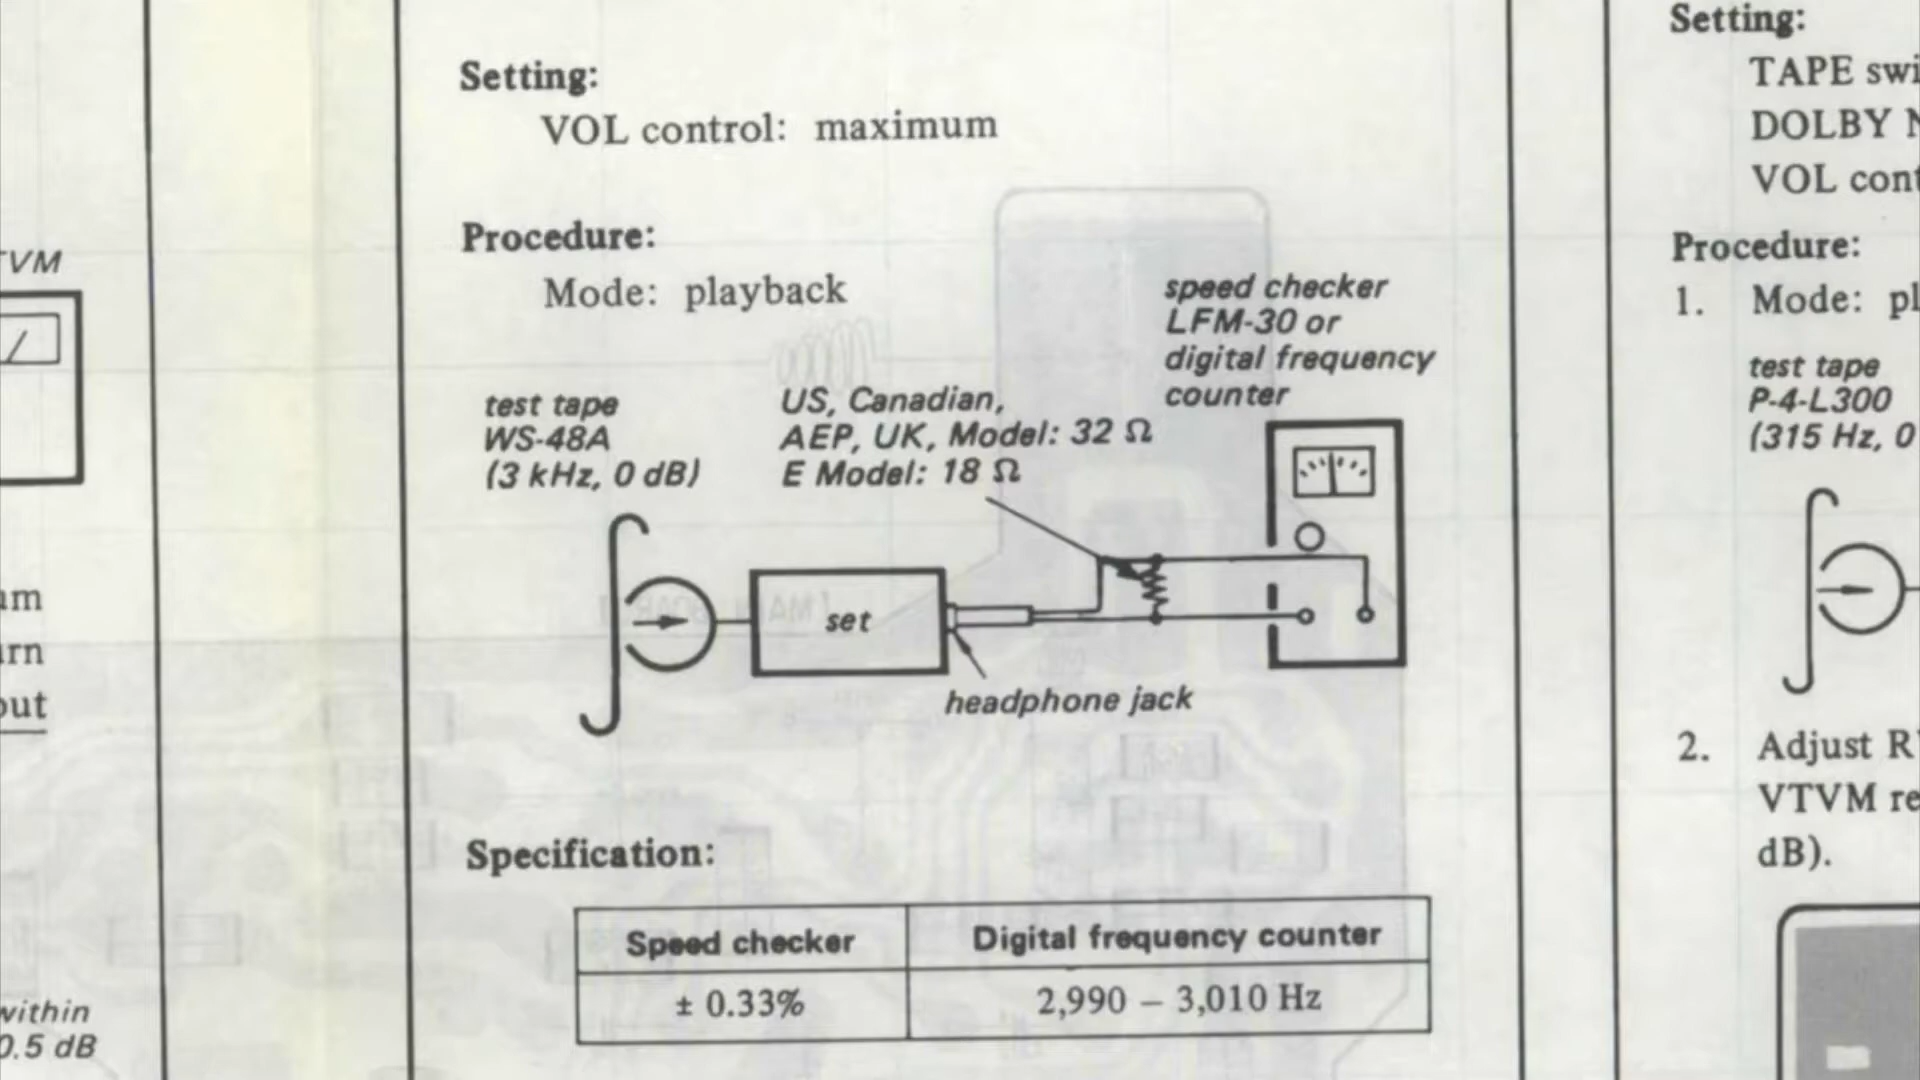 TVM
um
urn
out
within
0.5 dB
Setting:
VOL control: maximum
Procedure:
Mode: playback
test tape
WS-48A
(3 kHz, 0 dB)
US, Canadian,
AEP, UK, Model: 32 Ω
E Model: 18 Ω
speed checker
LFM-30 or
digital frequency
counter
set
headphone jack
Specification:
Speed checker Digital frequency counter
± 0.33% 2,990 – 3,010 Hz
Setting:
TAPE swi
DOLBY N
VOL cont
Procedure:
1. Mode: pl
test tape
P-4-L300
(315 Hz, 0
2. Adjust R
VTVM re
dB).